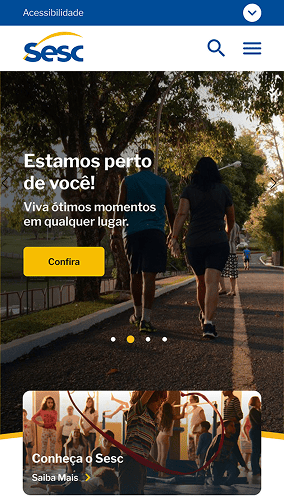 Acessibilidade
Sesc
Estamos perto
de você!
Viva ótimos momentos
em qualquer lugar.
Confira
Conheça o Sesc
Saiba Mais